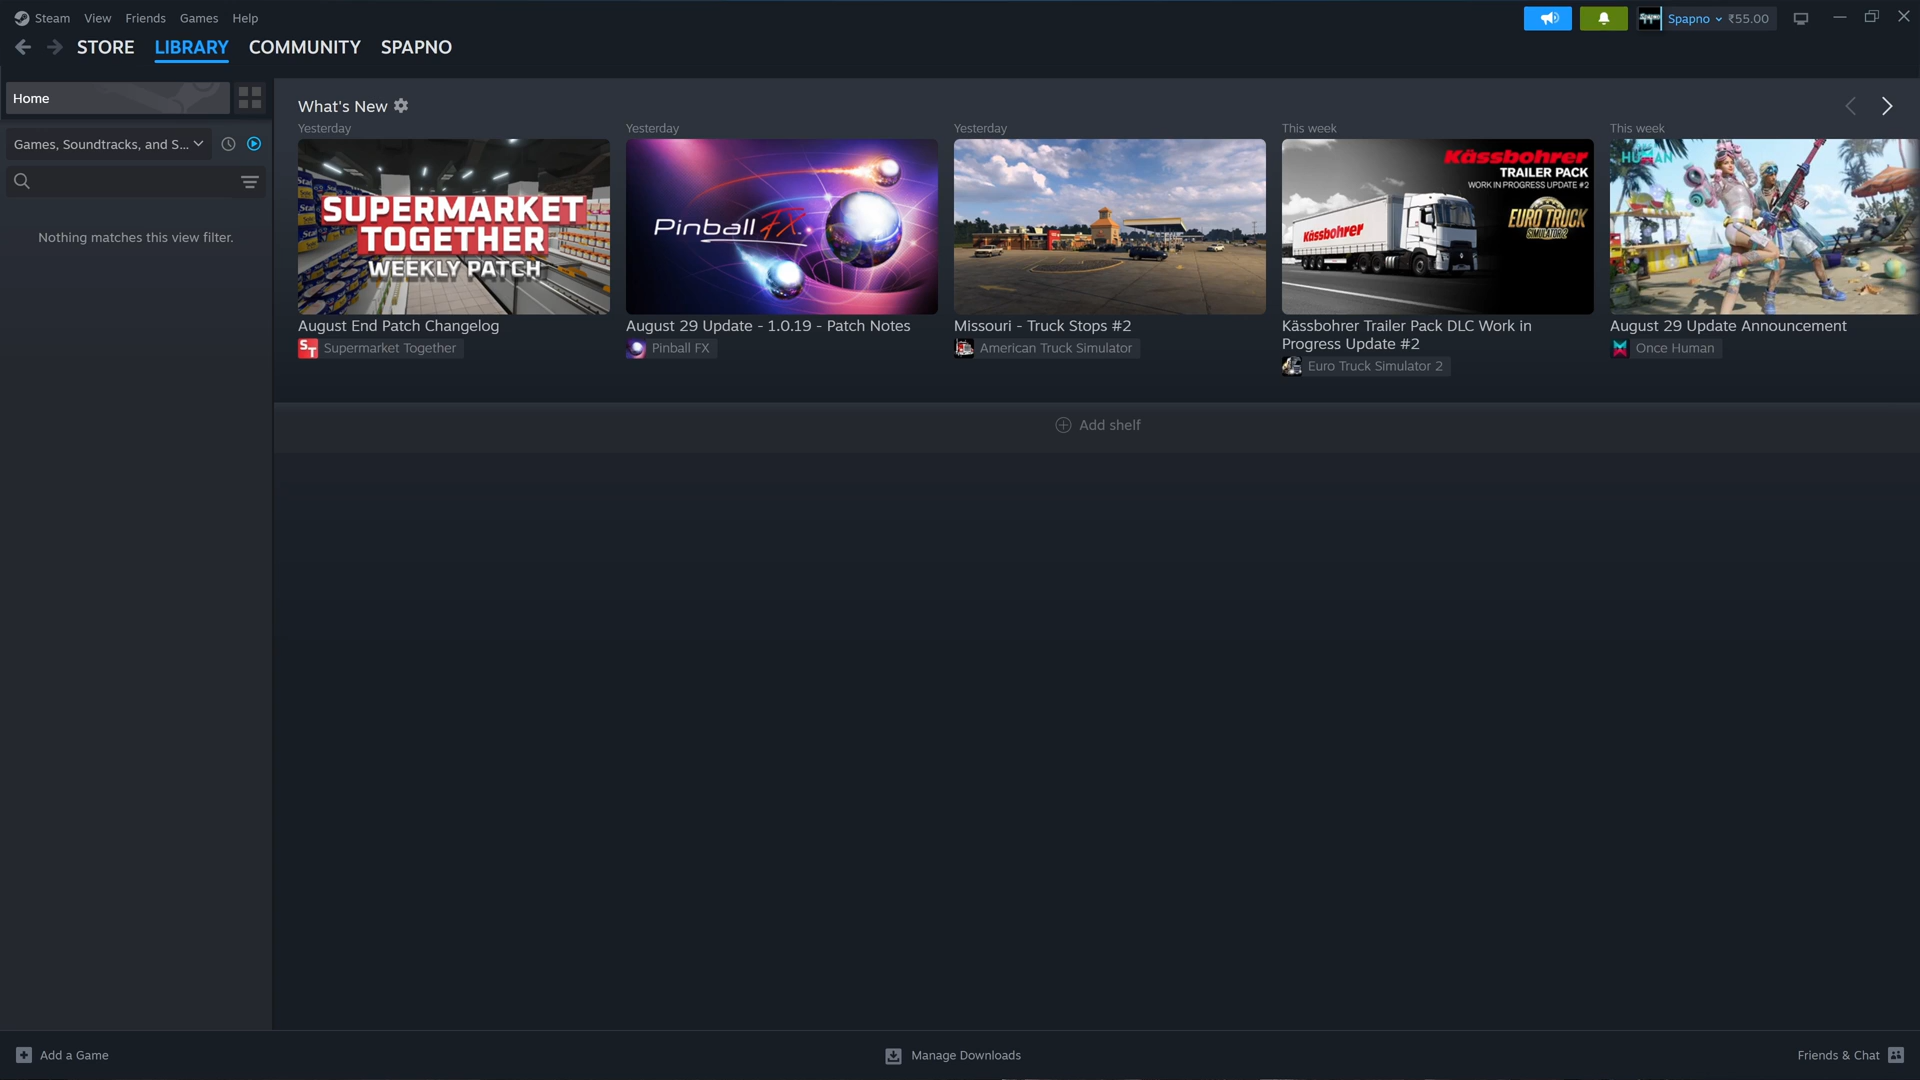 Steam View Friends Games Help
Spapno ₹55.00
STORE LIBRARY COMMUNITY SPAPNO
Home
What's New
Games, Soundtracks, and S...
Nothing matches this view filter.
Yesterday
Yesterday
Yesterday
This week
This week
SUPERMARKET
TOGETHER
WEEKLY PATCH
Pinball FX
Kässbohrer
TRAILER PACK
WORK IN PROGRESS UPDATE #2
Kässbohrer
EURO TRUCK
SIMULATOR 2
HUMAN
August End Patch Changelog
Supermarket Together
August 29 Update - 1.0.19 - Patch Notes
Pinball FX
Missouri - Truck Stops #2
American Truck Simulator
Kässbohrer Trailer Pack DLC Work in
Progress Update #2
Euro Truck Simulator 2
August 29 Update Announcement
Once Human
Add shelf
Add a Game
Manage Downloads
Friends & Chat